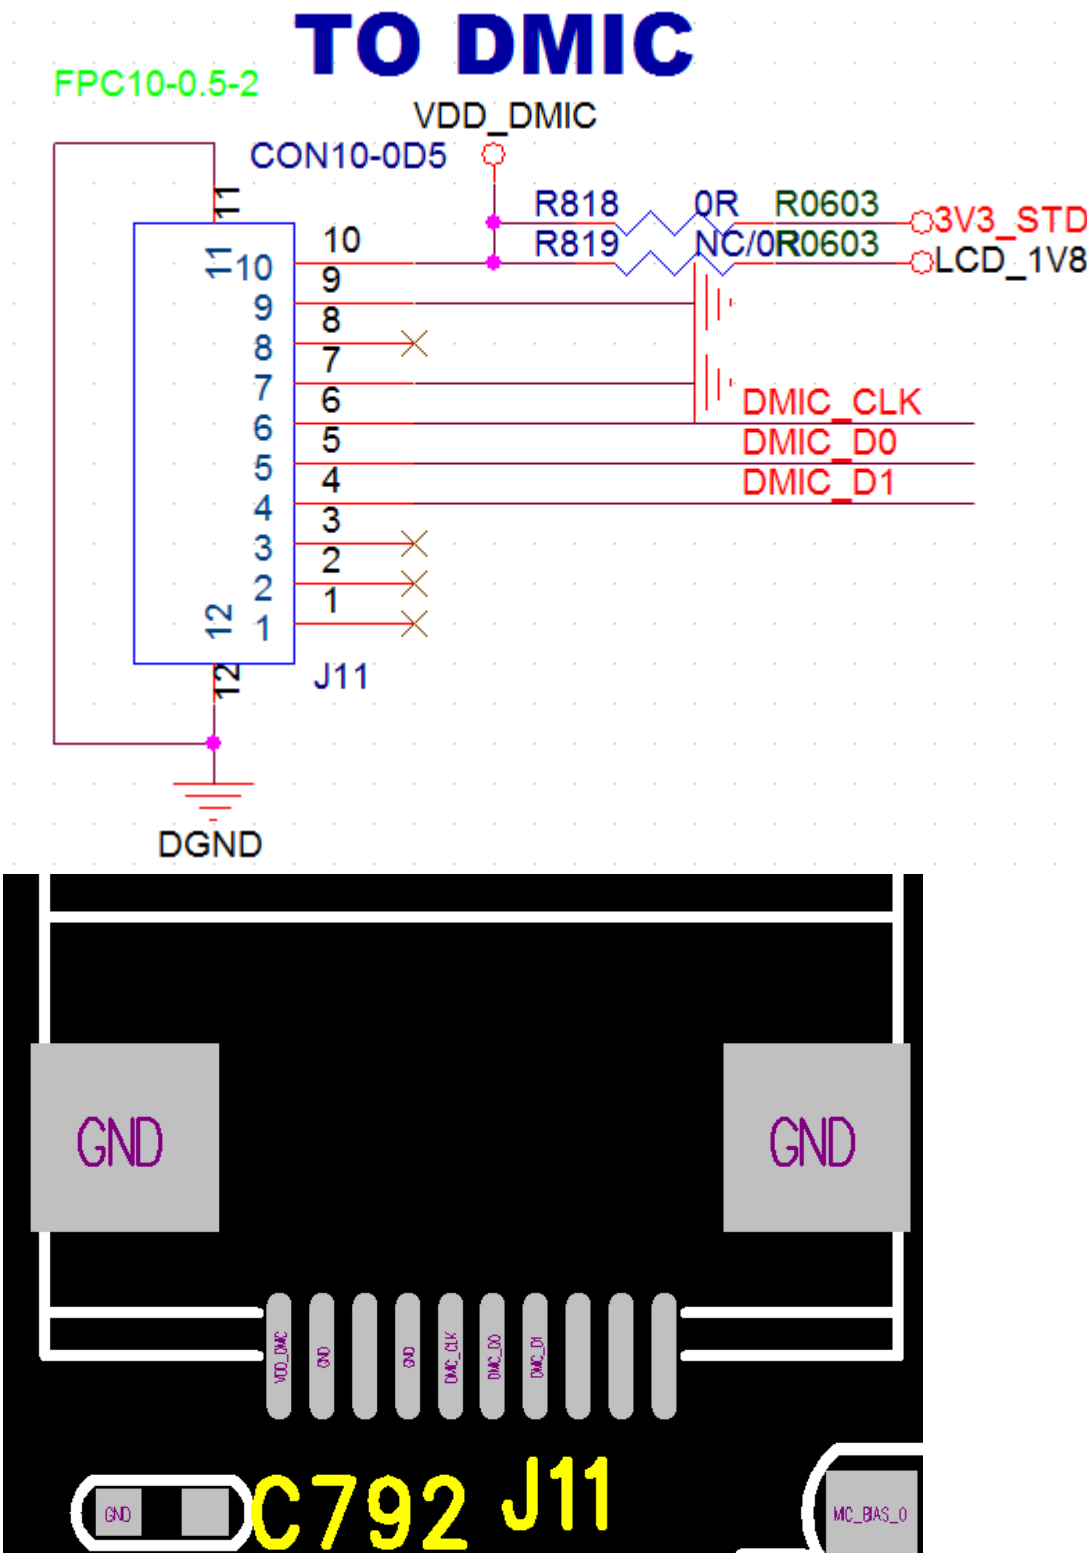 TO DMIC
FPC10-0.5-2
VDD_DMIC
CON10-0D5
R818 0R R0603 3V3_STD
R819 NC/0R R0603 LCD_1V8
11
11
10 10
9 9
8 8
7 7
6 6 DMIC_CLK
5 5 DMIC_D0
4 4 DMIC_D1
3 3
2 2
1 1
12
12
J11
DGND
GND GND
VDD_DMIC GND GND DMIC_CLK DMIC_D0 DMIC_D1
C792 J11
GND MIC_BIAS_0